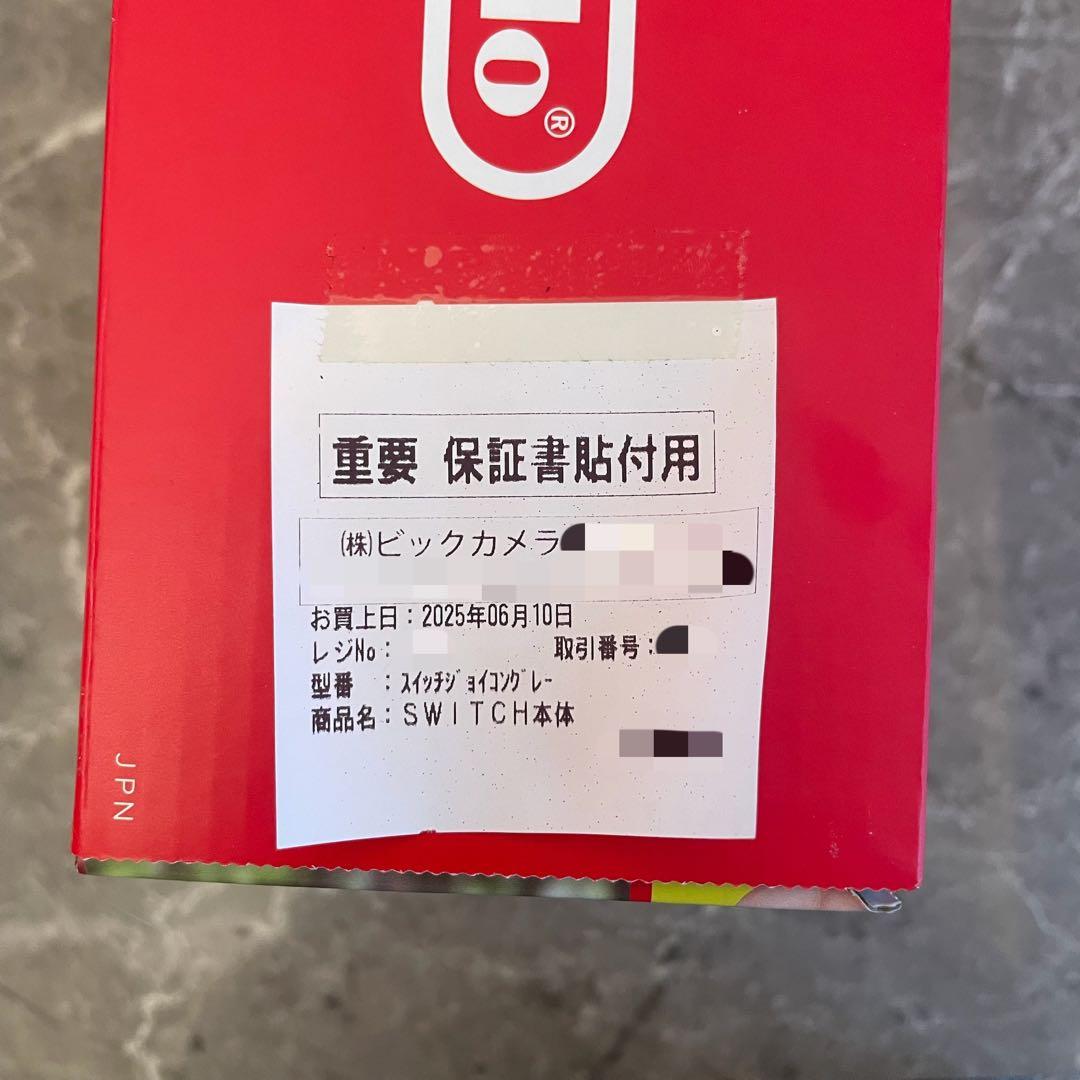 O®
重要 保証書貼付用
㈱ビックカメラ
お買上日：2025年06月10日
レジNo：
取引番号：
型番 ：ｽｲｯﾁｼﾞｮｲｺﾝｸﾞﾚｰ
商品名：ＳＷＩＴＣＨ本体
JPN